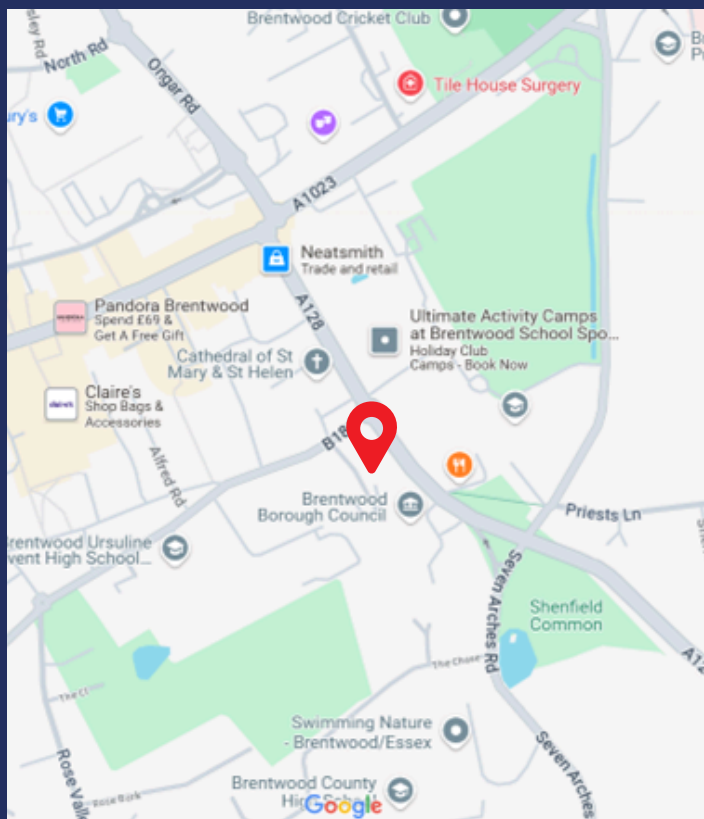 Brentwood Cricket Club
North Rd
Ongar Rd
Tile House Surgery
A1023
Neatsmith
Trade and retail
A128
Pandora Brentwood
Spend £69 &
Get A Free Gift
Ultimate Activity Camps
at Brentwood School Spo...
Holiday Club
Camps - Book Now
Cathedral of St
Mary & St Helen
Claire's
Shop Bags &
Accessories
Alfred Rd
Brentwood
Borough Council
Priests Ln
Brentwood Ursuline
vent High School...
Seven Arches Rd
Shenfield
Common
The Chase
Swimming Nature
- Brentwood/Essex
Seven Arches
Brentwood County
Google